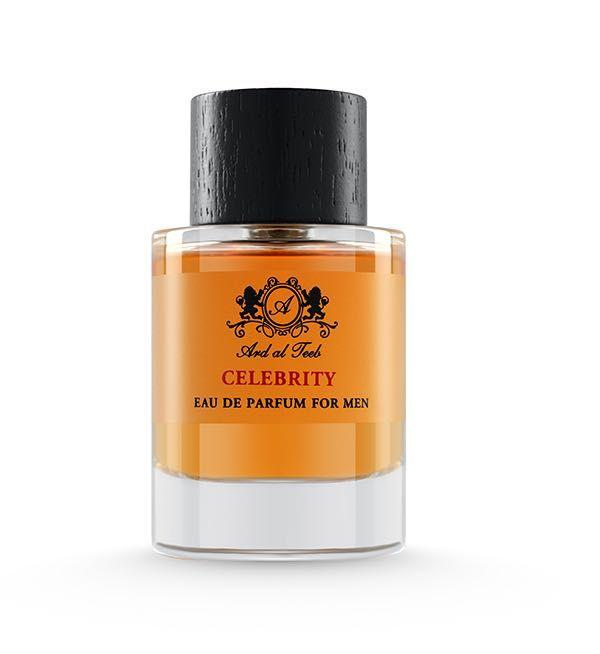 A
Ard al Teeb
CELEBRITY
EAU DE PARFUM FOR MEN